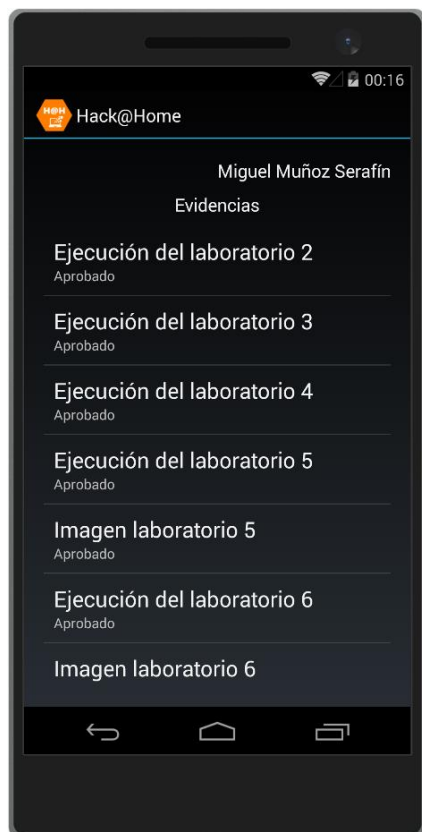 00:16
H@H
Hack@Home
Miguel Muñoz Serafín
Evidencias
Ejecución del laboratorio 2
Aprobado
Ejecución del laboratorio 3
Aprobado
Ejecución del laboratorio 4
Aprobado
Ejecución del laboratorio 5
Aprobado
Imagen laboratorio 5
Aprobado
Ejecución del laboratorio 6
Aprobado
Imagen laboratorio 6